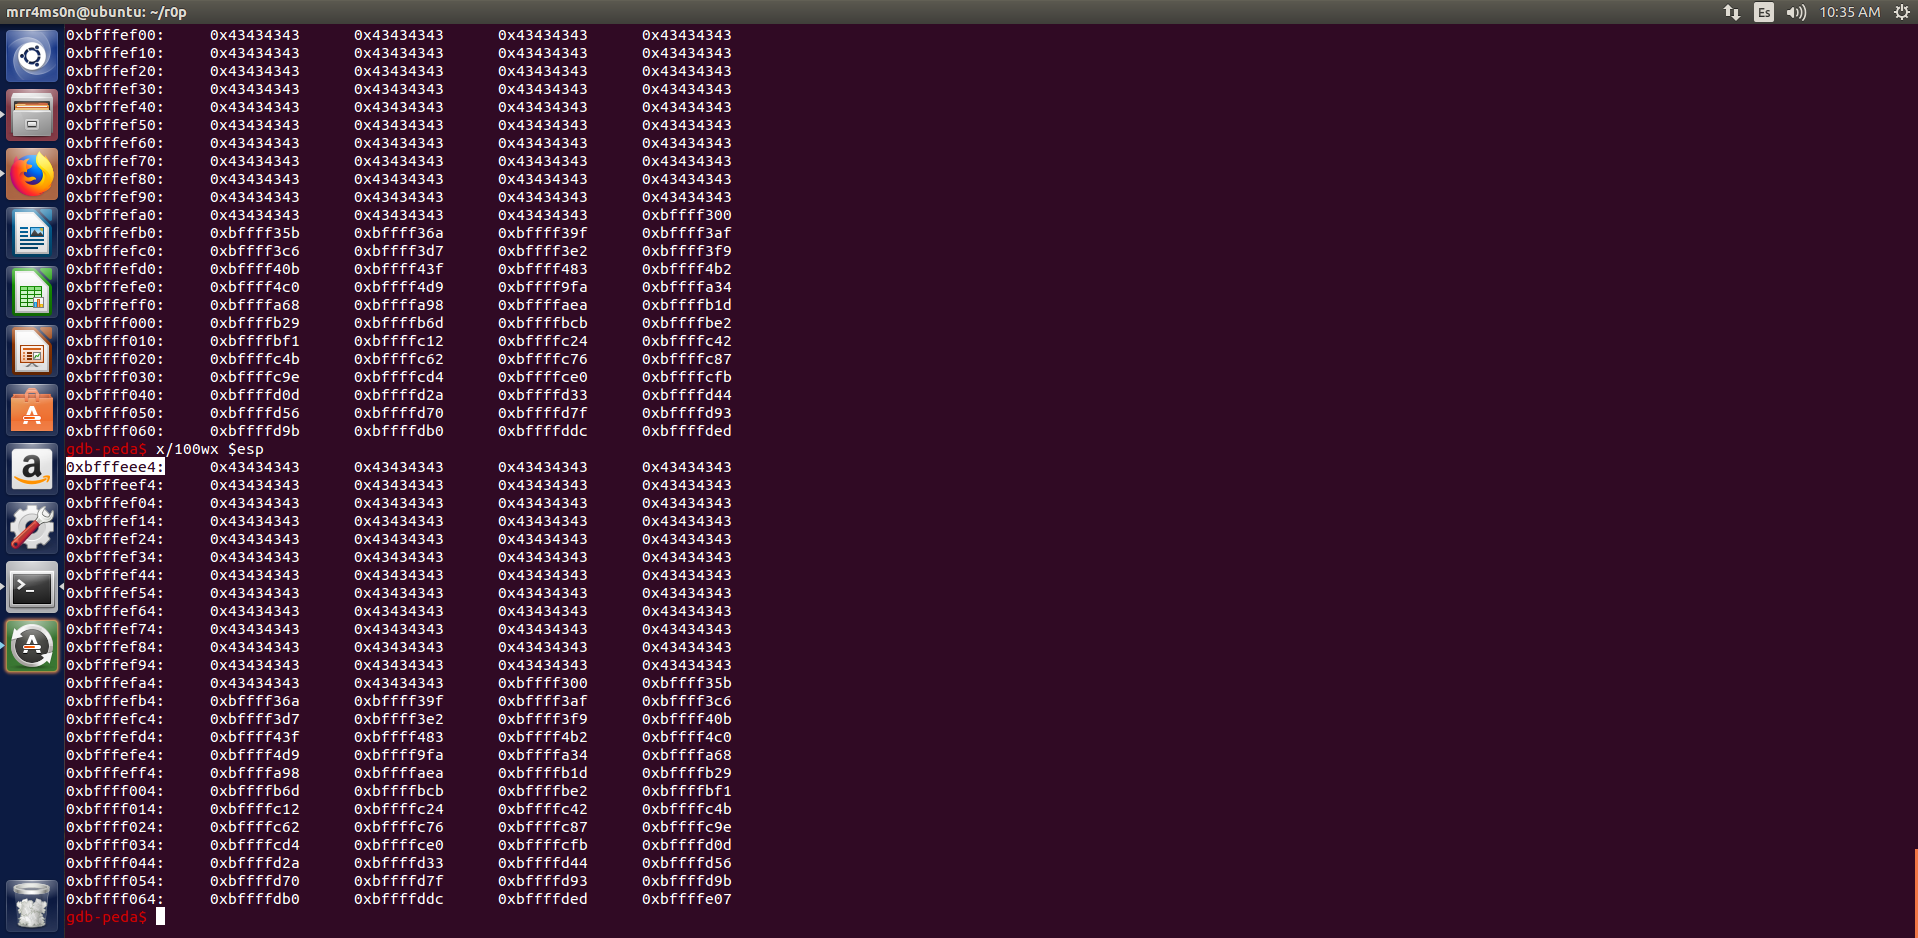 mrr4ms0n@ubuntu: ~/r0p Es 10:35 AM
0xbfffef00: 0x43434343 0x43434343 0x43434343 0x43434343
0xbfffef10: 0x43434343 0x43434343 0x43434343 0x43434343
0xbfffef20: 0x43434343 0x43434343 0x43434343 0x43434343
0xbfffef30: 0x43434343 0x43434343 0x43434343 0x43434343
0xbfffef40: 0x43434343 0x43434343 0x43434343 0x43434343
0xbfffef50: 0x43434343 0x43434343 0x43434343 0x43434343
0xbfffef60: 0x43434343 0x43434343 0x43434343 0x43434343
0xbfffef70: 0x43434343 0x43434343 0x43434343 0x43434343
0xbfffef80: 0x43434343 0x43434343 0x43434343 0x43434343
0xbfffef90: 0x43434343 0x43434343 0x43434343 0x43434343
0xbfffefa0: 0x43434343 0x43434343 0x43434343 0xbffff300
0xbfffefb0: 0xbffff35b 0xbffff36a 0xbffff39f 0xbffff3af
0xbfffefc0: 0xbffff3c6 0xbffff3d7 0xbffff3e2 0xbffff3f9
0xbfffefd0: 0xbffff40b 0xbffff43f 0xbffff483 0xbffff4b2
0xbfffefe0: 0xbffff4c0 0xbffff4d9 0xbffff9fa 0xbffffa34
0xbfffeff0: 0xbffffa68 0xbffffa98 0xbffffaea 0xbffffb1d
0xbffff000: 0xbffffb29 0xbffffb6d 0xbffffbcb 0xbffffbe2
0xbffff010: 0xbffffbf1 0xbffffc12 0xbffffc24 0xbffffc42
0xbffff020: 0xbffffc4b 0xbffffc62 0xbffffc76 0xbffffc87
0xbffff030: 0xbffffc9e 0xbffffcd4 0xbffffce0 0xbffffcfb
0xbffff040: 0xbffffd0d 0xbffffd2a 0xbffffd33 0xbffffd44
0xbffff050: 0xbffffd56 0xbffffd70 0xbffffd7f 0xbffffd93
0xbffff060: 0xbffffd9b 0xbffffdb0 0xbffffddc 0xbffffded
gdb-peda$ x/100wx $esp
0xbfffeee4: 0x43434343 0x43434343 0x43434343 0x43434343
0xbfffeef4: 0x43434343 0x43434343 0x43434343 0x43434343
0xbfffef04: 0x43434343 0x43434343 0x43434343 0x43434343
0xbfffef14: 0x43434343 0x43434343 0x43434343 0x43434343
0xbfffef24: 0x43434343 0x43434343 0x43434343 0x43434343
0xbfffef34: 0x43434343 0x43434343 0x43434343 0x43434343
0xbfffef44: 0x43434343 0x43434343 0x43434343 0x43434343
0xbfffef54: 0x43434343 0x43434343 0x43434343 0x43434343
0xbfffef64: 0x43434343 0x43434343 0x43434343 0x43434343
0xbfffef74: 0x43434343 0x43434343 0x43434343 0x43434343
0xbfffef84: 0x43434343 0x43434343 0x43434343 0x43434343
0xbfffef94: 0x43434343 0x43434343 0x43434343 0x43434343
0xbfffefa4: 0x43434343 0x43434343 0xbffff300 0xbffff35b
0xbfffefb4: 0xbffff36a 0xbffff39f 0xbffff3af 0xbffff3c6
0xbfffefc4: 0xbffff3d7 0xbffff3e2 0xbffff3f9 0xbffff40b
0xbfffefd4: 0xbffff43f 0xbffff483 0xbffff4b2 0xbffff4c0
0xbfffefe4: 0xbffff4d9 0xbffff9fa 0xbffffa34 0xbffffa68
0xbfffeff4: 0xbffffa98 0xbffffaea 0xbffffb1d 0xbffffb29
0xbffff004: 0xbffffb6d 0xbffffbcb 0xbffffbe2 0xbffffbf1
0xbffff014: 0xbffffc12 0xbffffc24 0xbffffc42 0xbffffc4b
0xbffff024: 0xbffffc62 0xbffffc76 0xbffffc87 0xbffffc9e
0xbffff034: 0xbffffcd4 0xbffffce0 0xbffffcfb 0xbffffd0d
0xbffff044: 0xbffffd2a 0xbffffd33 0xbffffd44 0xbffffd56
0xbffff054: 0xbffffd70 0xbffffd7f 0xbffffd93 0xbffffd9b
0xbffff064: 0xbffffdb0 0xbffffddc 0xbffffded 0xbffffe07
gdb-peda$